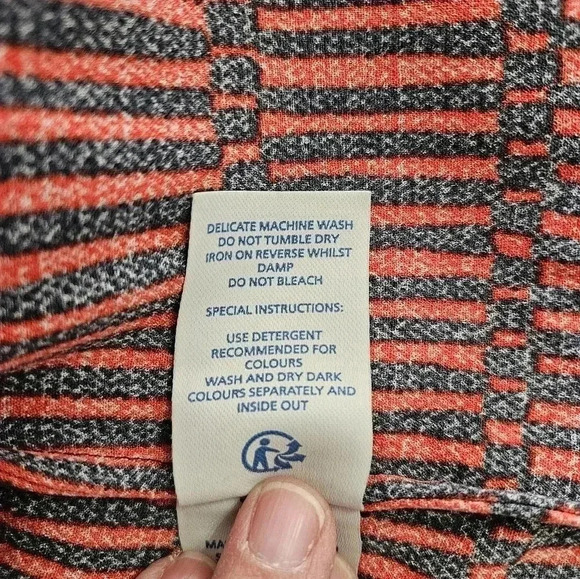 DELICATE MACHINE WASH
DO NOT TUMBLE DRY
IRON ON REVERSE WHILST
DAMP
DO NOT BLEACH
SPECIAL INSTRUCTIONS:
USE DETERGENT
RECOMMENDED FOR
COLOURS
WASH AND DRY DARK
COLOURS SEPARATELY AND
INSIDE OUT